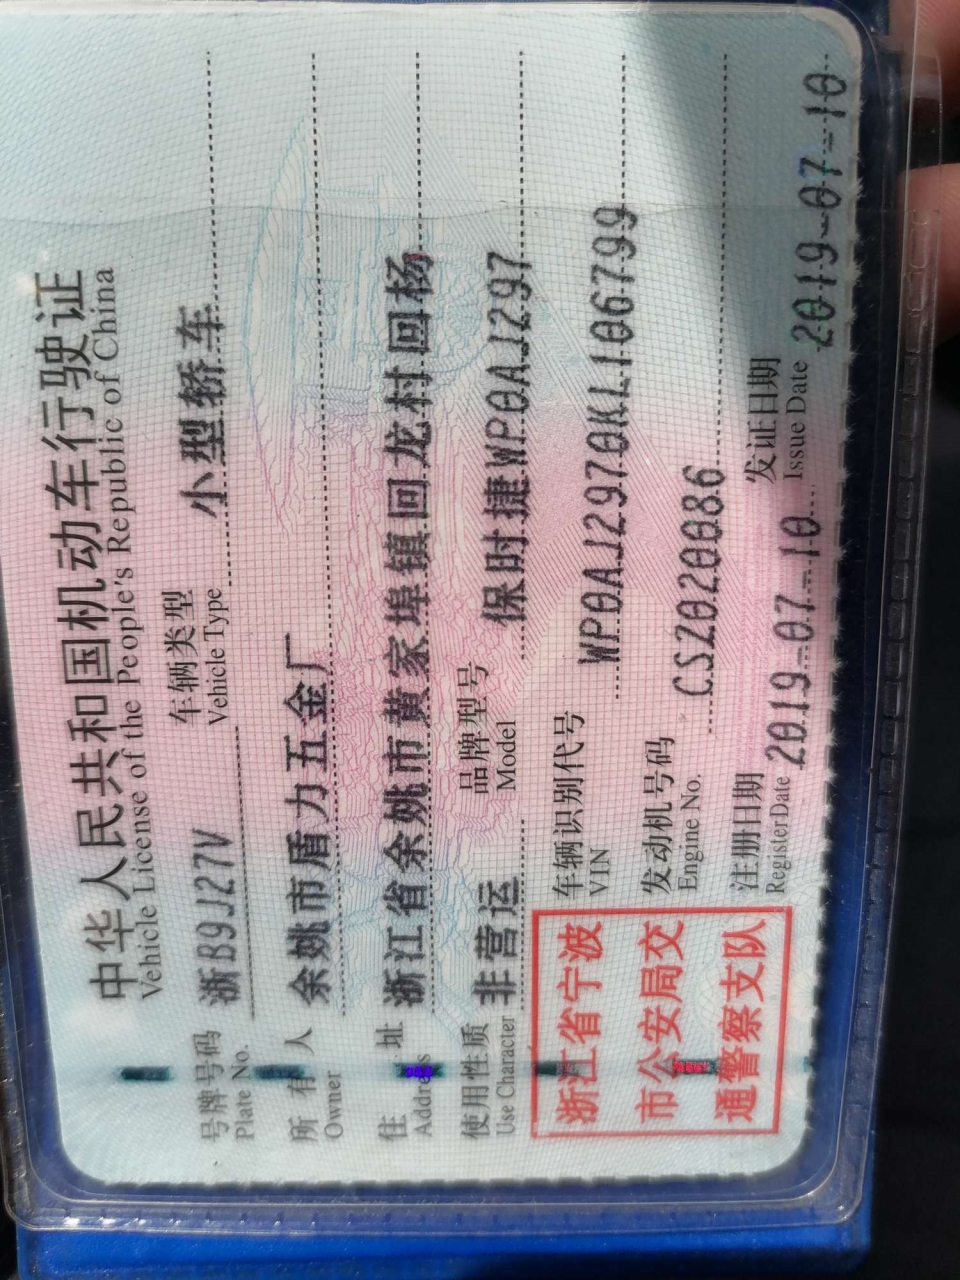 中华人民共和国机动车行驶证
Vehicle License of the People's Republic of China
号牌号码 浙B9J27V 车辆类型 小型轿车
Plate No. Vehicle Type
所有人 余姚市盾力五金厂
Owner
住址 浙江省余姚市黄家埠镇回龙村回杨
Address
使用性质 非营运 品牌型号 保时捷WP0AJ297
Use Character Model
车辆识别代号 WP0AJ2970KL106799
VIN
发动机号码 CSZ020086
Engine No.
注册日期 2019-07-10 发证日期 2019-07-10
Register Date Issue Date
浙江省宁波
市公安局交
通警察支队